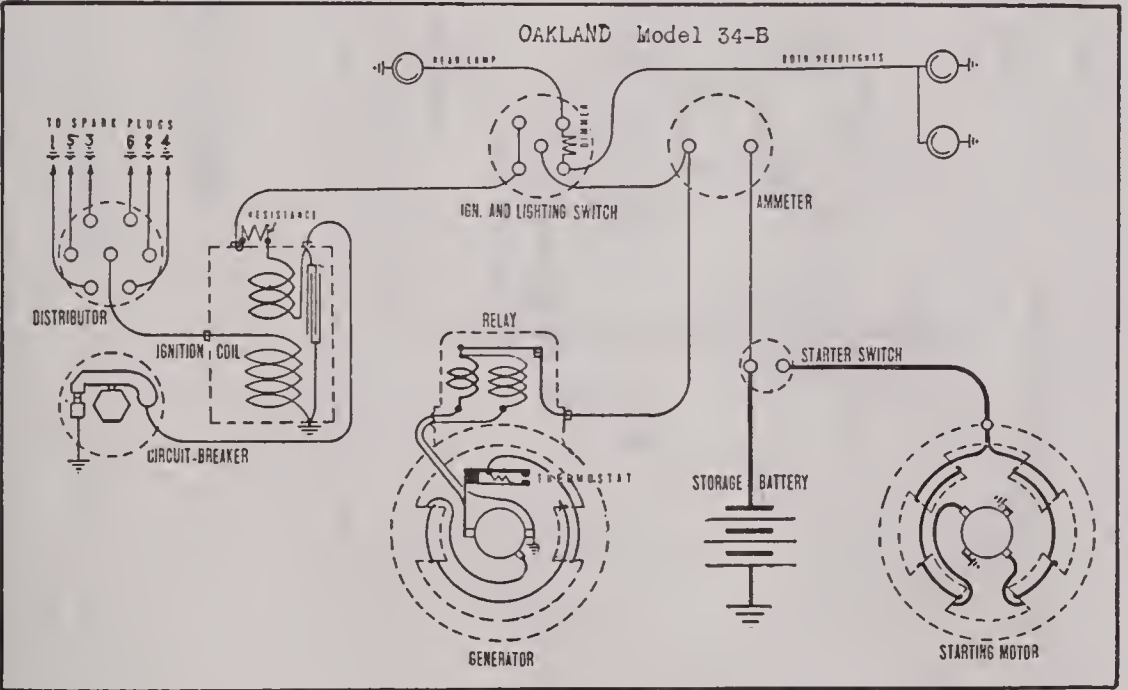 OAKLAND Model 34-B
REAR LAMP
BOTH HEADLIGHTS
TO SPARK PLUGS
1 5 3 6 2 4
DIMMER
IGN. AND LIGHTING SWITCH
AMMETER
RESISTANCE
DISTRIBUTOR
IGNITION COIL
RELAY
STARTER SWITCH
CIRCUIT-BREAKER
THERMOSTAT
STORAGE BATTERY
GENERATOR
STARTING MOTOR